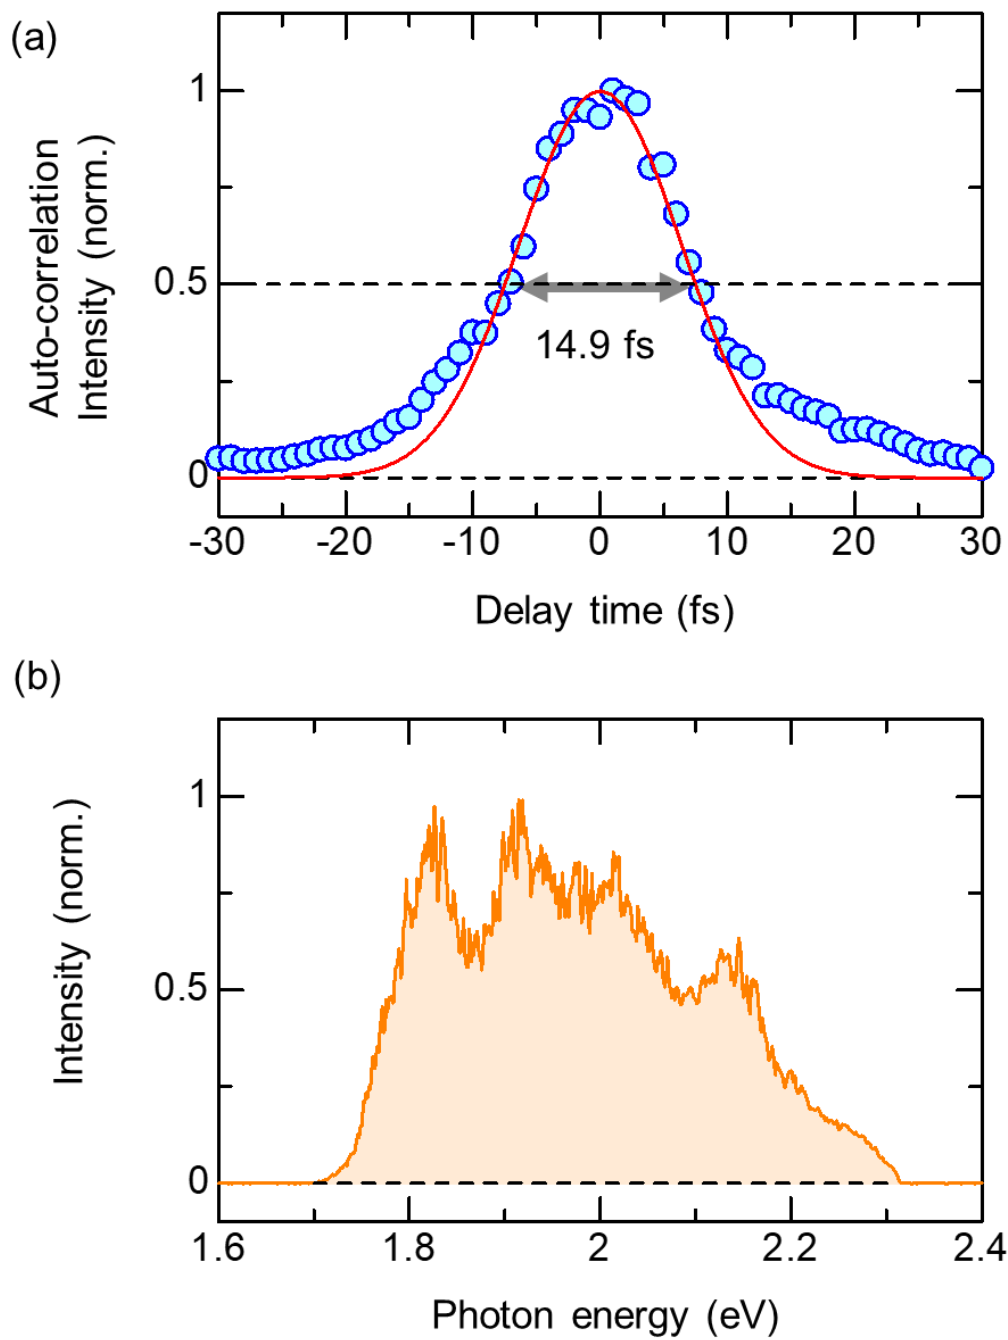 (a)
Auto-correlation
Intensity (norm.)
1
0.5
0
14.9 fs
-30 -20 -10 0 10 20 30
Delay time (fs)
(b)
Intensity (norm.)
1
0.5
0
1.6 1.8 2 2.2 2.4
Photon energy (eV)